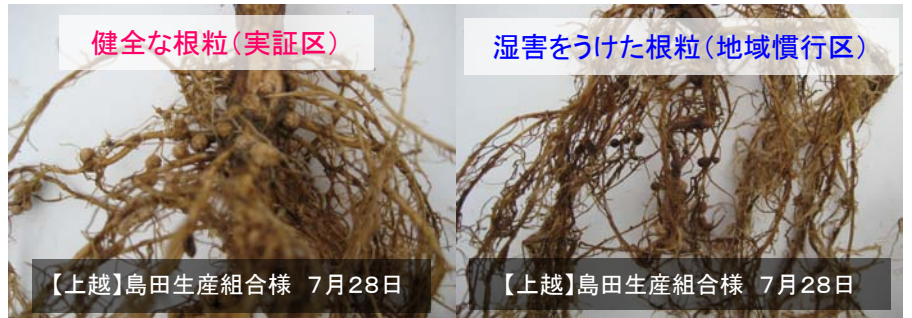 健全な根粒（実証区）
湿害をうけた根粒（地域慣行区）
【上越】島田生産組合様　7月28日
【上越】島田生産組合様　7月28日